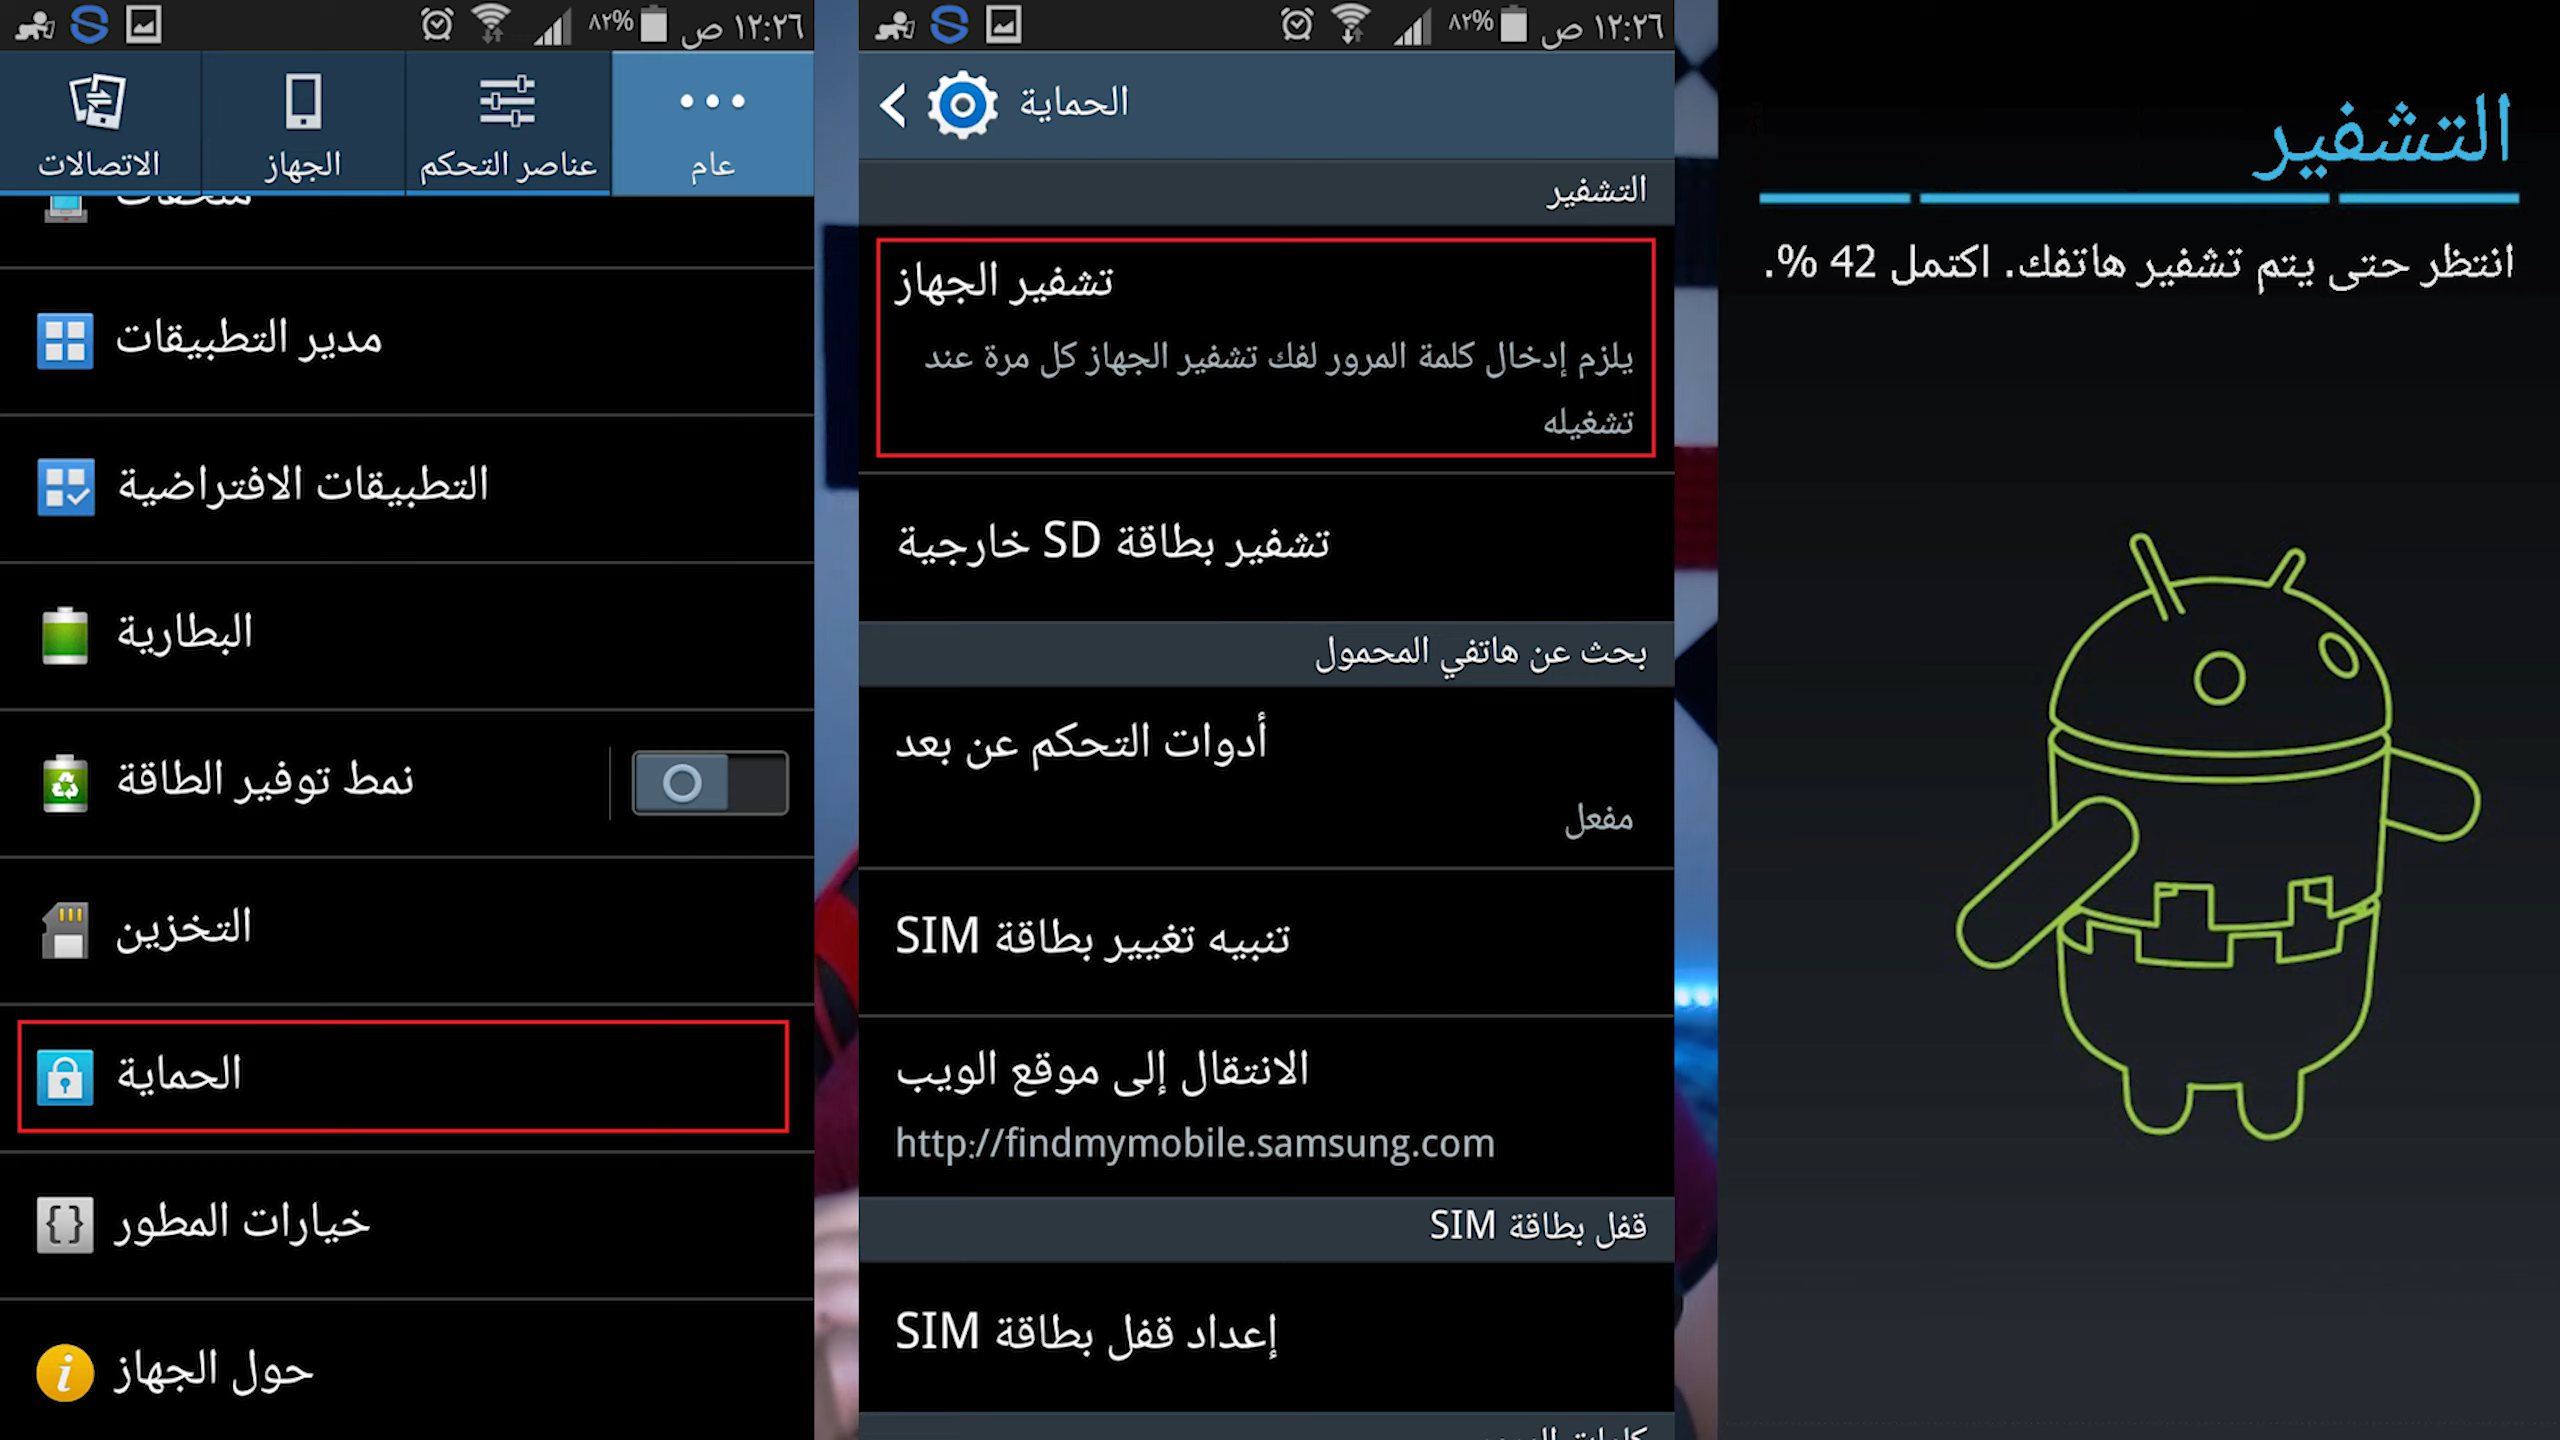 ٨٢%
١٢:٢٦ ص
الاتصالات
الجهاز
عناصر التحكم
عام
مدير التطبيقات
التطبيقات الافتراضية
البطارية
نمط توفير الطاقة
التخزين
الحماية
خيارات المطور
حول الجهاز
٨٢%
١٢:٢٦ ص
الحماية
التشفير
تشفير الجهاز
يلزم إدخال كلمة المرور لفك تشفير الجهاز كل مرة عند
تشغيله
تشفير بطاقة SD خارجية
بحث عن هاتفي المحمول
أدوات التحكم عن بعد
مفعل
تنبيه تغيير بطاقة SIM
الانتقال إلى موقع الويب
http://findmymobile.samsung.com
قفل بطاقة SIM
إعداد قفل بطاقة SIM
التشفير
انتظر حتى يتم تشفير هاتفك. اكتمل 42 %.